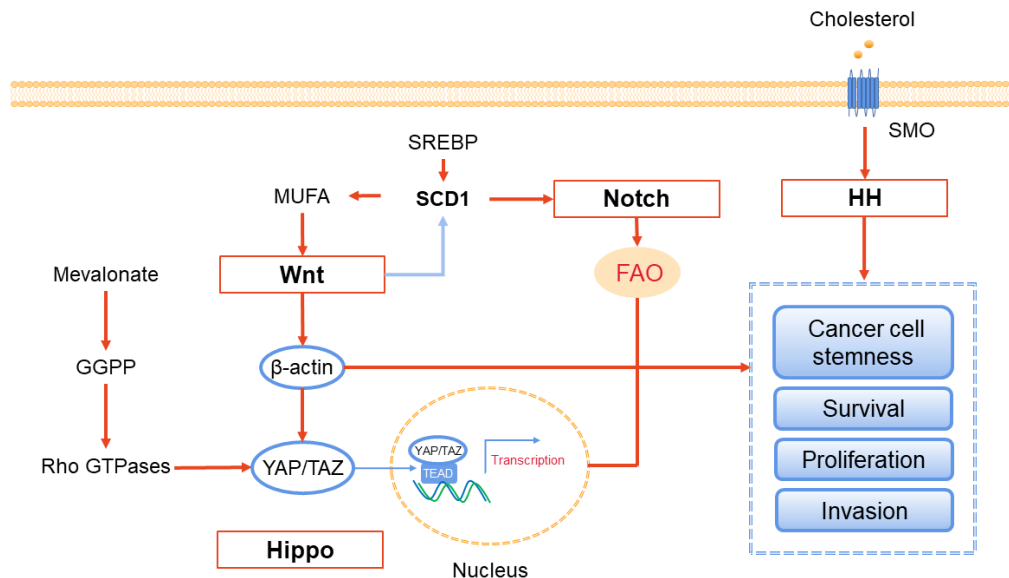 Cholesterol
SMO
SREBP
MUFA
SCD1
Notch
HH
Wnt
FAO
Mevalonate
GGPP
β-actin
Cancer cell
stemness
Survival
Proliferation
Invasion
Rho GTPases
YAP/TAZ
YAP/TAZ
TEAD
Transcription
Hippo
Nucleus